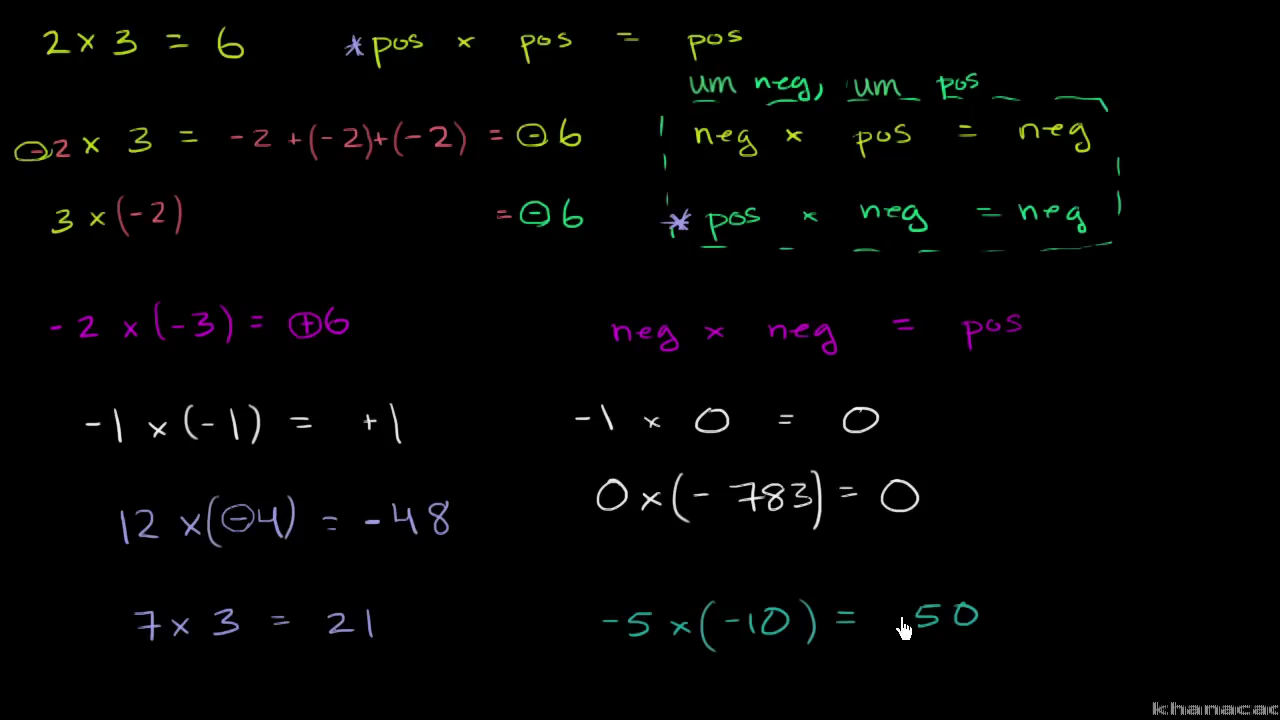 2 × 3 = 6 *pos × pos = pos
um neg, um pos
-2 × 3 = -2 +(-2)+(-2) = -6 neg × pos = neg
3 × (-2) = -6 *pos × neg = neg
-2 × (-3) = +6 neg × neg = pos
-1 × (-1) = +1 -1 × 0 = 0
12 ×(-4) = -48 0 ×(- 783) = 0
7 × 3 = 21 -5 ×(-10) = 50
khanacac